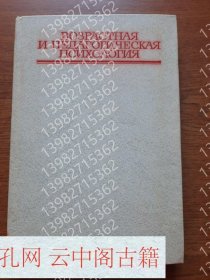 ВОЗРАСТНАЯ
И ПЕДАГОГИЧЕСКАЯ
ПСИХОЛОГИЯ
13982715362
孔网 云中阁古籍